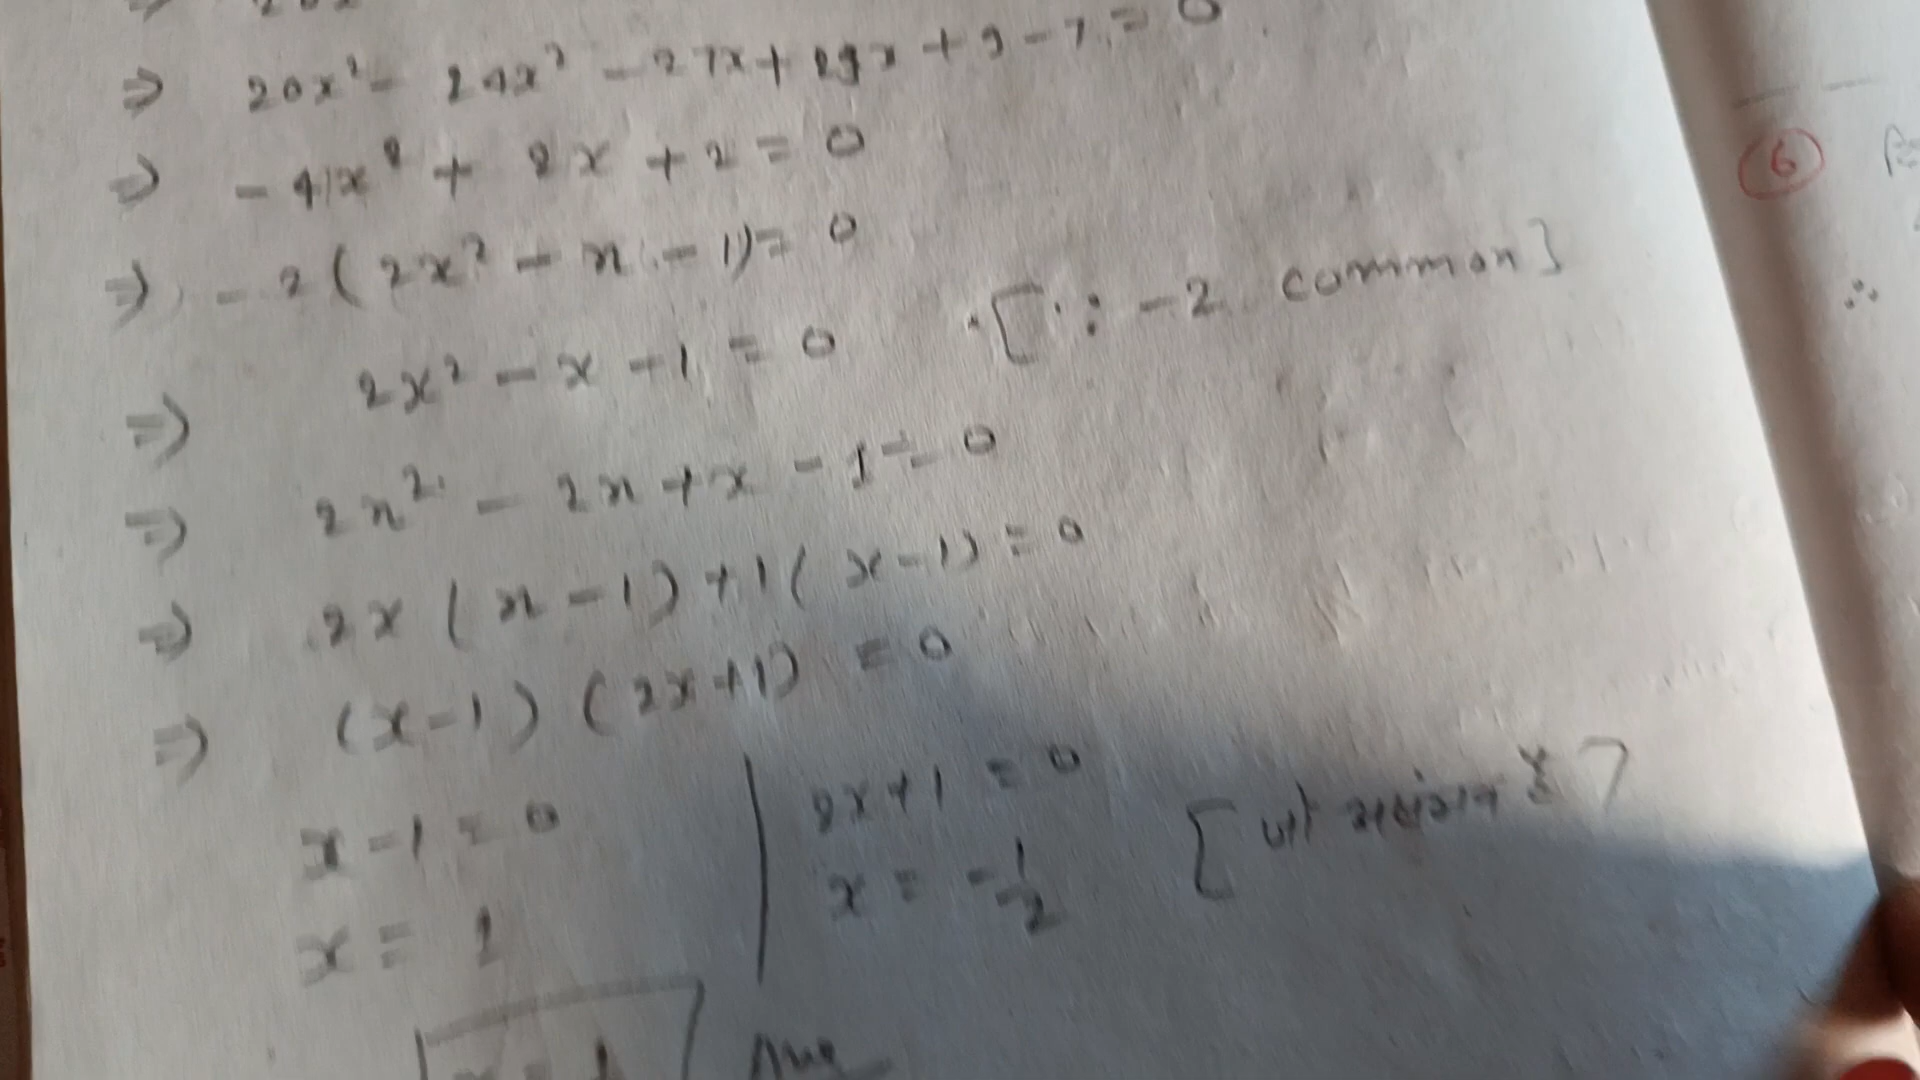 ⇒ 20x² - 24x² - 27x + 29x + 9 - 7 = 0
⇒ - 4x² + 2x + 2 = 0
⇒ - 2 ( 2x² - x - 1) = 0
⇒ 2x² - x - 1 = 0 [∵ -2 common]
⇒ 2x² - 2x + x - 1 = 0
⇒ 2x ( x - 1) + 1 ( x - 1) = 0
⇒ (x - 1) (2x + 1) = 0
x - 1 = 0 | 2x + 1 = 0
x = 1 | x = - 1/2
x = 1 Ans
6
∴